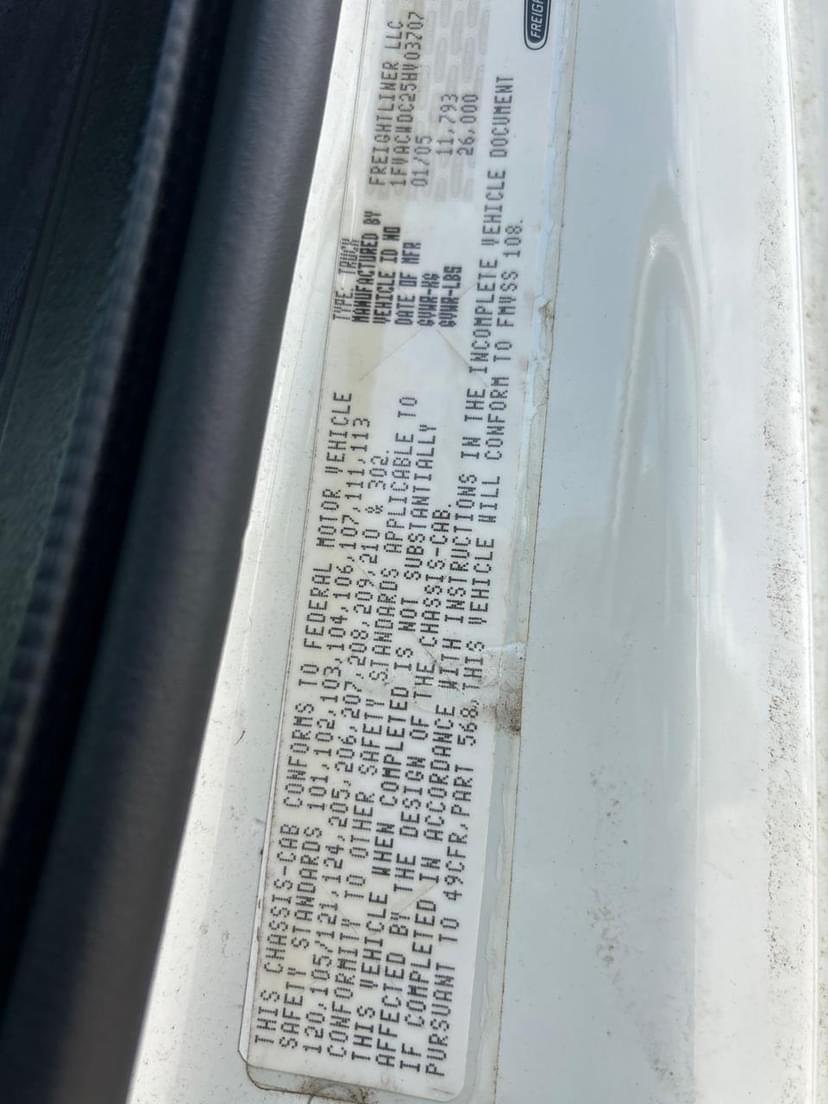 THIS CHASSIS-CAB CONFORMS TO FEDERAL MOTOR VEHICLE
SAFETY STANDARDS 101,102,103,104,106,107,111,113
120,105/121,124,205,206,207,208,209,210 & 302.
CONFORMITY TO OTHER SAFETY STANDARDS APPLICABLE TO
THIS VEHICLE WHEN COMPLETED IS NOT SUBSTANTIALLY
AFFECTED BY THE DESIGN OF THE CHASSIS-CAB.
IF COMPLETED IN ACCORDANCE WITH INSTRUCTIONS IN THE INCOMPLETE VEHICLE DOCUMENT
PURSUANT TO 49CFR,PART 568,THIS VEHICLE WILL CONFORM TO FMVSS 108.
TYPE: TRUCK
MANUFACTURED BY FREIGHTLINER LLC
VEHICLE ID NO 1FVACWDC25HV03707
DATE OF MFR 01/05
GVWR-KG 11,793
GVWR-LBS 26,000